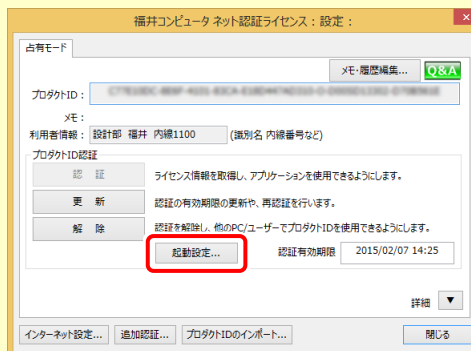 福井コンピュータ ネット認証ライセンス：設定：
占有モード
メモ・履歴編集... Q&A
プロダクトID：
メモ：
利用者情報： 設計部 福井 内線1100 (識別名 内線番号など)
プロダクトID認証
認 証 ライセンス情報を取得し、アプリケーションを使用できるようにします。
更 新 認証の有効期限の更新や、再認証を行います。
解 除 認証を解除し、他のPC/ユーザーでプロダクトIDを使用できるようにします。
起動設定... 認証有効期限 2015/02/07 14:25
詳細 ▼
インターネット設定... 追加認証... プロダクトIDのインポート... 閉じる